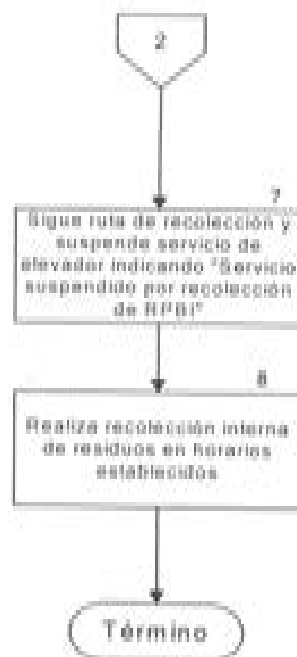 2
7
Sigue ruta de recolección y
suspende servicio de
elevador indicando "Servicio
suspendido por recolección
de RPBI"
8
Realiza recolección interna
de residuos en horarios
establecidos
Término